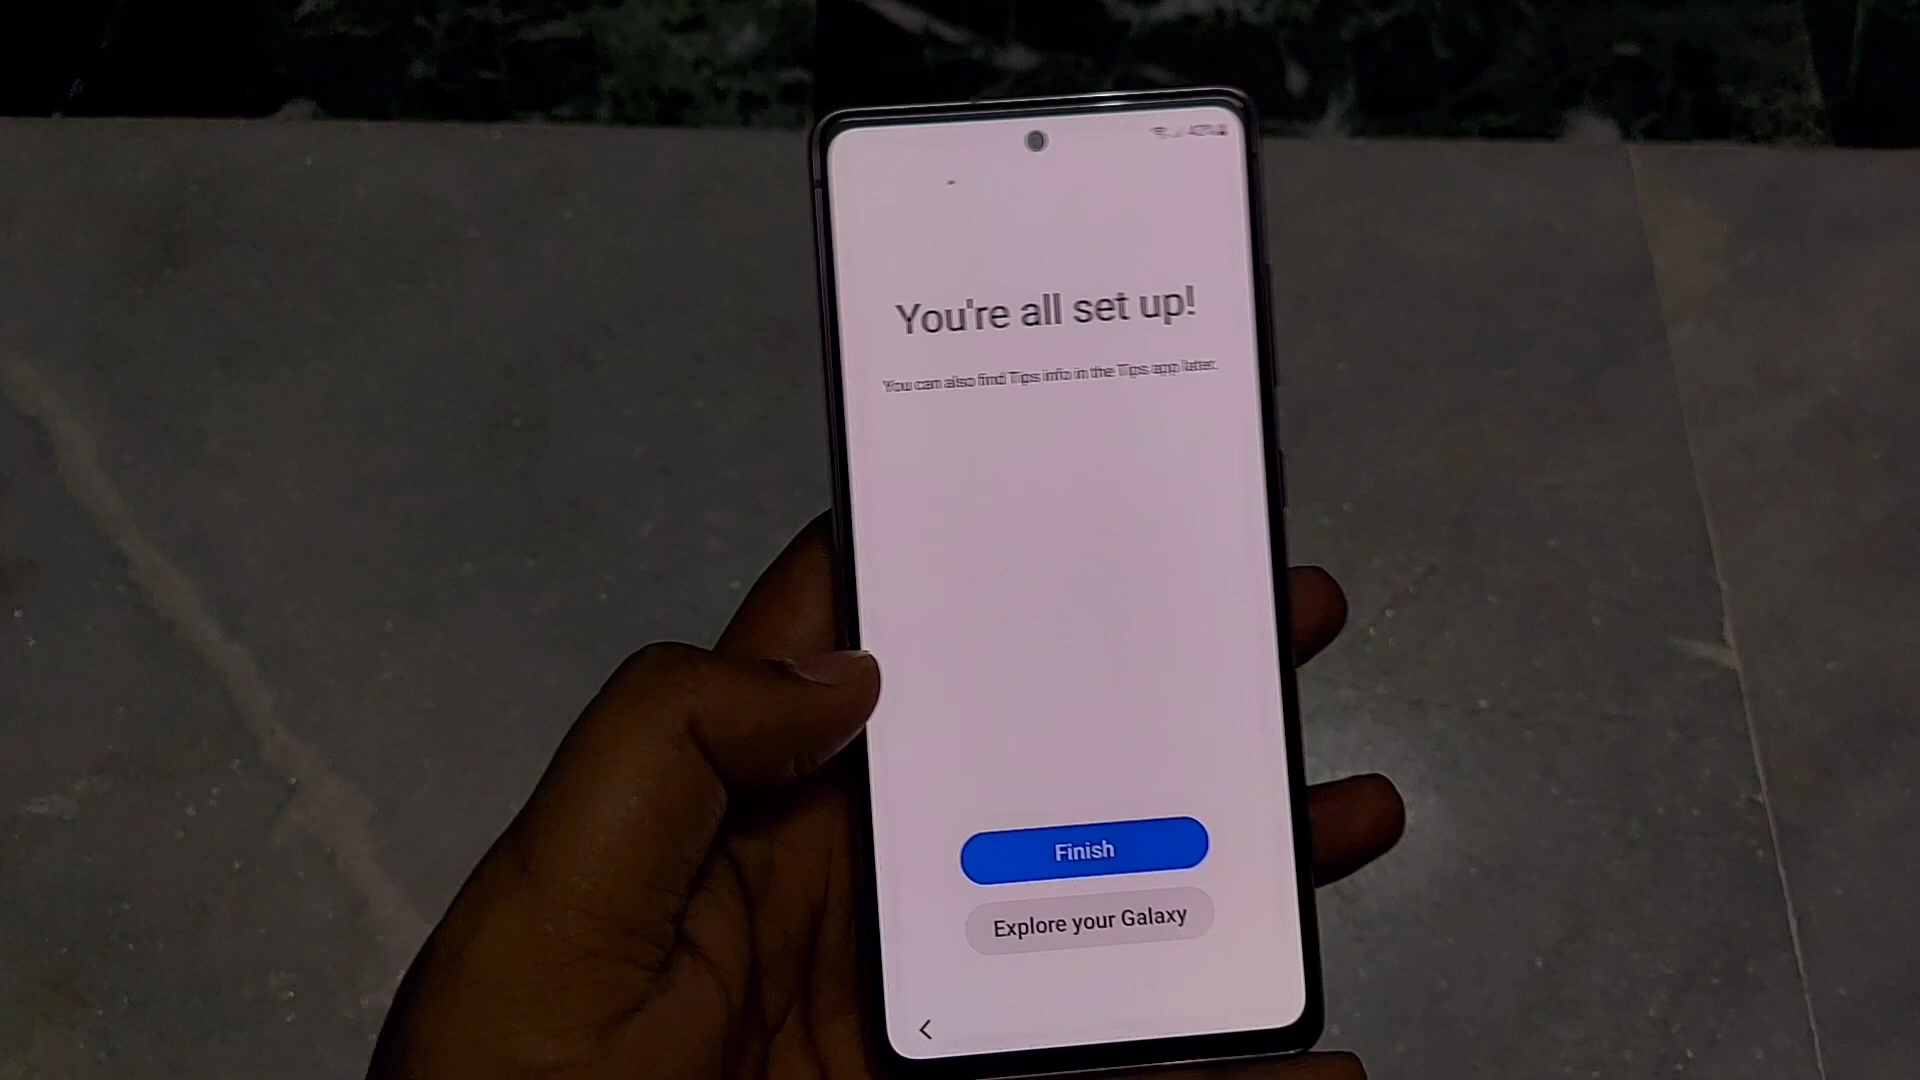 You're all set up!
You can also find Tips info in the Tips app later.
Finish
Explore your Galaxy